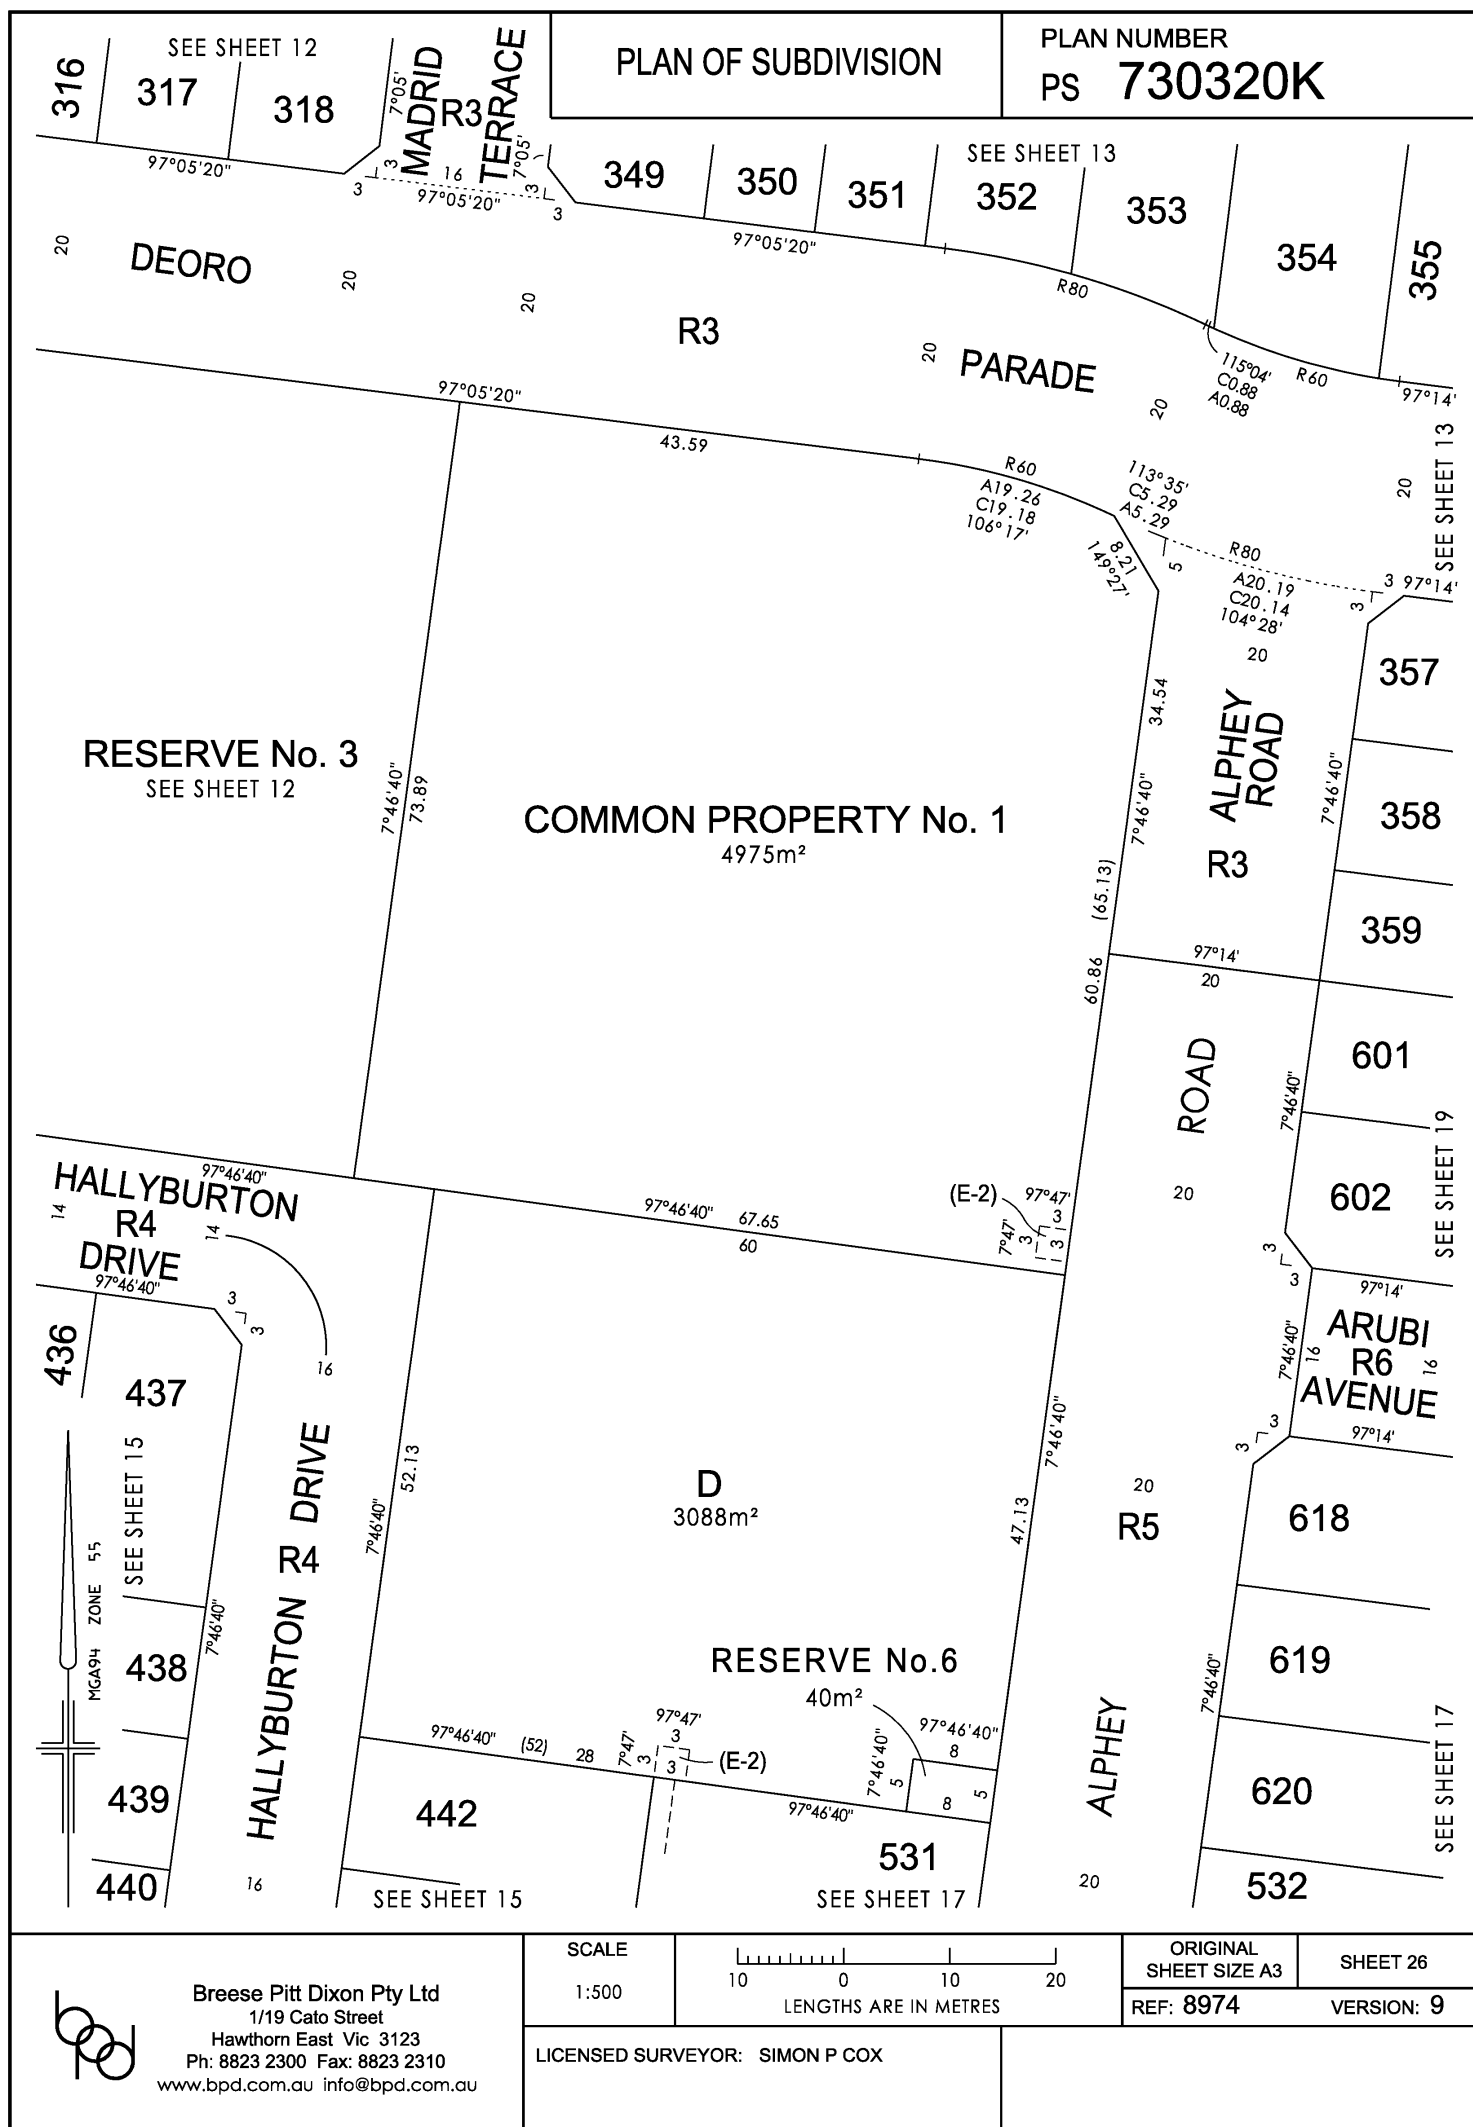 PLAN OF SUBDIVISION
PLAN NUMBER
PS 730320K
SEE SHEET 12
316
317
318
7°05'
MADRID
TERRACE
R3
7°05'
97°05'20"
3
3
16
97°05'20"
3
3
SEE SHEET 13
349
350
351
352
353
354
355
97°05'20"
R80
20
DEORO
20
20
R3
20
PARADE
20
115°04'
C0.88
A0.88
R60
97°14'
SEE SHEET 13
20
97°05'20"
43.59
R60
A19.26
C19.18
106°17'
113°35'
C5.29
A5.29
8.21
149°27'
5
R80
A20.19
C20.14
104°28'
3
3
97°14'
20
357
34.54
ALPHEY
ROAD
RESERVE No. 3
SEE SHEET 12
7°46'40"
73.89
COMMON PROPERTY No. 1
4975m²
7°46'40"
7°46'40"
358
R3
(65.13)
359
97°14'
20
60.86
601
ROAD
7°46'40"
SEE SHEET 19
602
97°46'40"
HALLYBURTON
R4
DRIVE
14
14
97°46'40"
97°46'40" 67.65
60
(E-2)
97°47'
3
7°47'
3
3
20
3
3
97°14'
3
3
16
436
437
ARUBI
R6
AVENUE
7°46'40"
16
16
97°14'
3
3
SEE SHEET 15
HALLYBURTON DRIVE
R4
52.13
7°46'40"
D
3088m²
7°46'40"
47.13
20
R5
618
MGA94 ZONE 55
438
7°46'40"
RESERVE No.6
40m²
619
7°46'40"
SEE SHEET 17
97°46'40"
(52)
28
97°47'
3
7°47'
3
3
(E-2)
97°46'40"
8
7°46'40"
5
8
5
ALPHEY
620
439
442
97°46'40"
531
440
16
SEE SHEET 15
SEE SHEET 17
20
532
Breese Pitt Dixon Pty Ltd
1/19 Cato Street
Hawthorn East Vic 3123
Ph: 8823 2300 Fax: 8823 2310
www.bpd.com.au info@bpd.com.au
bpd
SCALE
1:500
10 0 10 20
LENGTHS ARE IN METRES
ORIGINAL
SHEET SIZE A3
SHEET 26
REF: 8974
VERSION: 9
LICENSED SURVEYOR: SIMON P COX